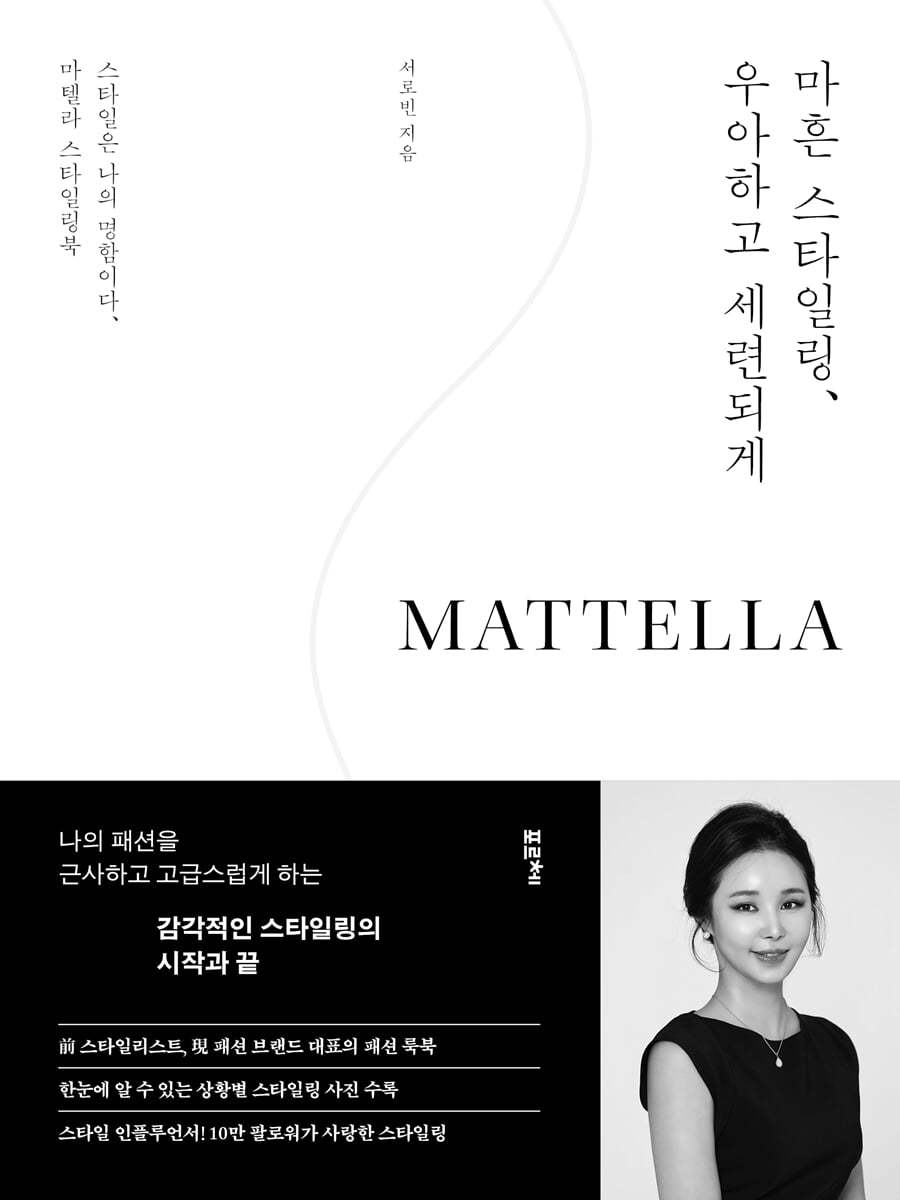 마흔 스타일링、
우아하고 세련되게
서로빈 지음
스타일은 나의 명함이다、
마텔라 스타일링북
MATTELLA
나의 패션을
근사하고 고급스럽게 하는
감각적인 스타일링의
시작과 끝
포르체
前 스타일리스트, 現 패션 브랜드 대표의 패션 룩북
한눈에 알 수 있는 상황별 스타일링 사진 수록
스타일 인플루언서! 10만 팔로워가 사랑한 스타일링